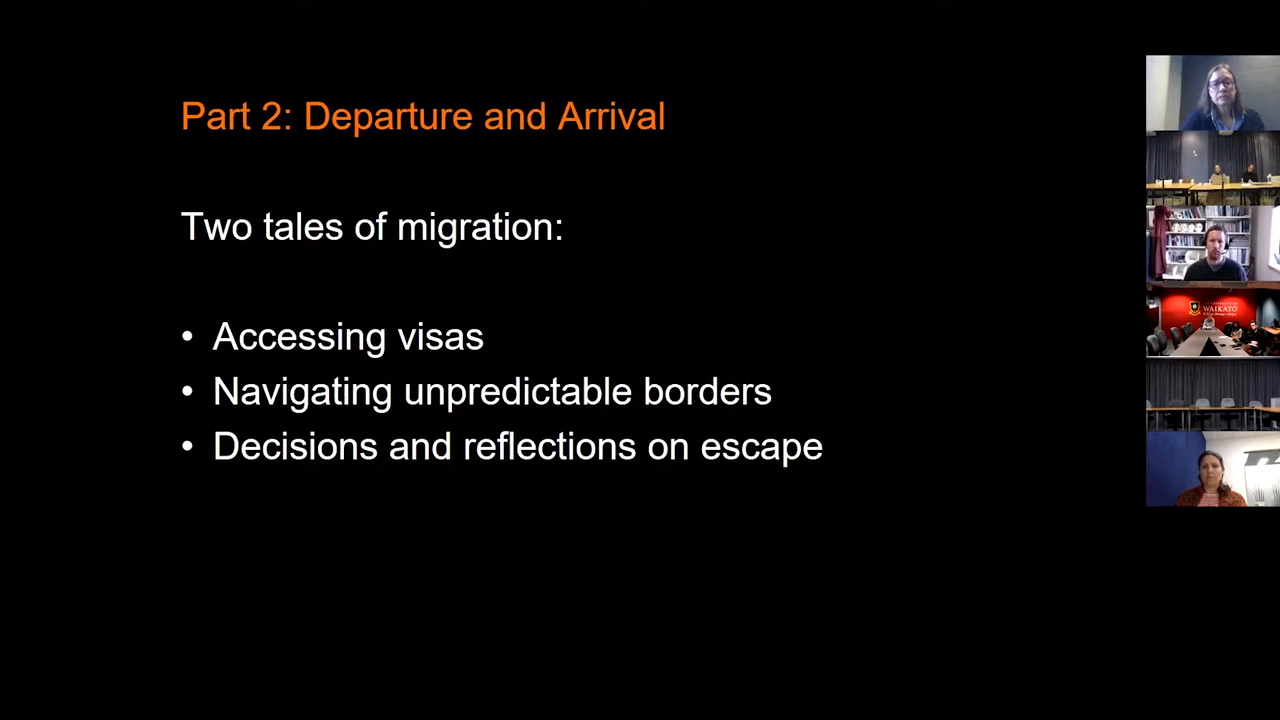 Part 2: Departure and Arrival
Two tales of migration:
• Accessing visas
• Navigating unpredictable borders
• Decisions and reflections on escape
WAIKATO